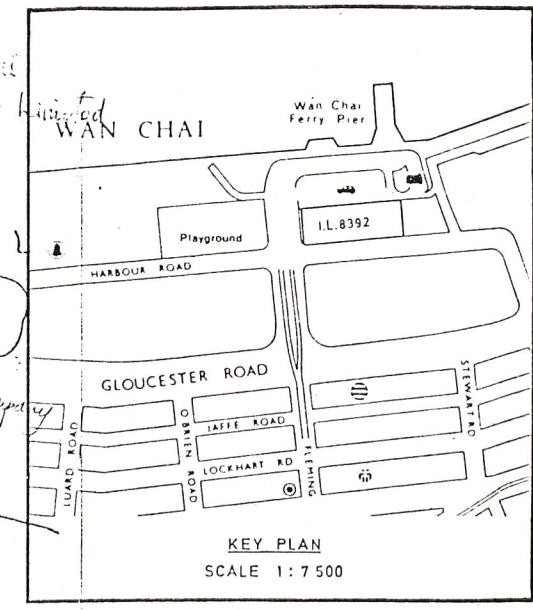 Limited
WAN CHAI
Wan Chai
Ferry Pier
I.L.8392
Playground
HARBOUR ROAD
GLOUCESTER ROAD
STEWART RD
O'BRIEN ROAD
JAFFE ROAD
LUARD ROAD
LOCKHART RD
FLEMING
KEY PLAN
SCALE 1:7500